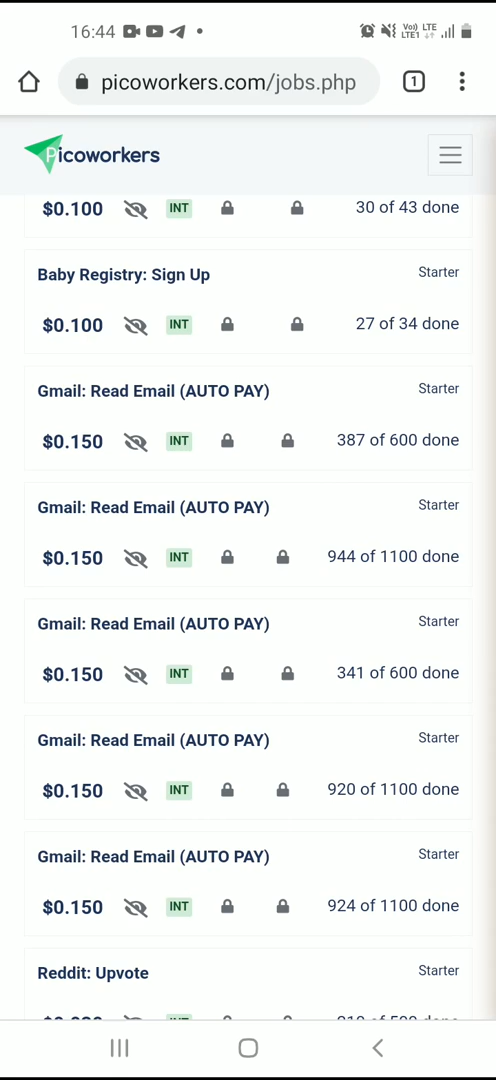 16:44
Vo)) LTE
LTE1
picoworkers.com/jobs.php
1
Picoworkers
$0.100 INT 30 of 43 done
Baby Registry: Sign Up Starter
$0.100 INT 27 of 34 done
Gmail: Read Email (AUTO PAY) Starter
$0.150 INT 387 of 600 done
Gmail: Read Email (AUTO PAY) Starter
$0.150 INT 944 of 1100 done
Gmail: Read Email (AUTO PAY) Starter
$0.150 INT 341 of 600 done
Gmail: Read Email (AUTO PAY) Starter
$0.150 INT 920 of 1100 done
Gmail: Read Email (AUTO PAY) Starter
$0.150 INT 924 of 1100 done
Reddit: Upvote Starter